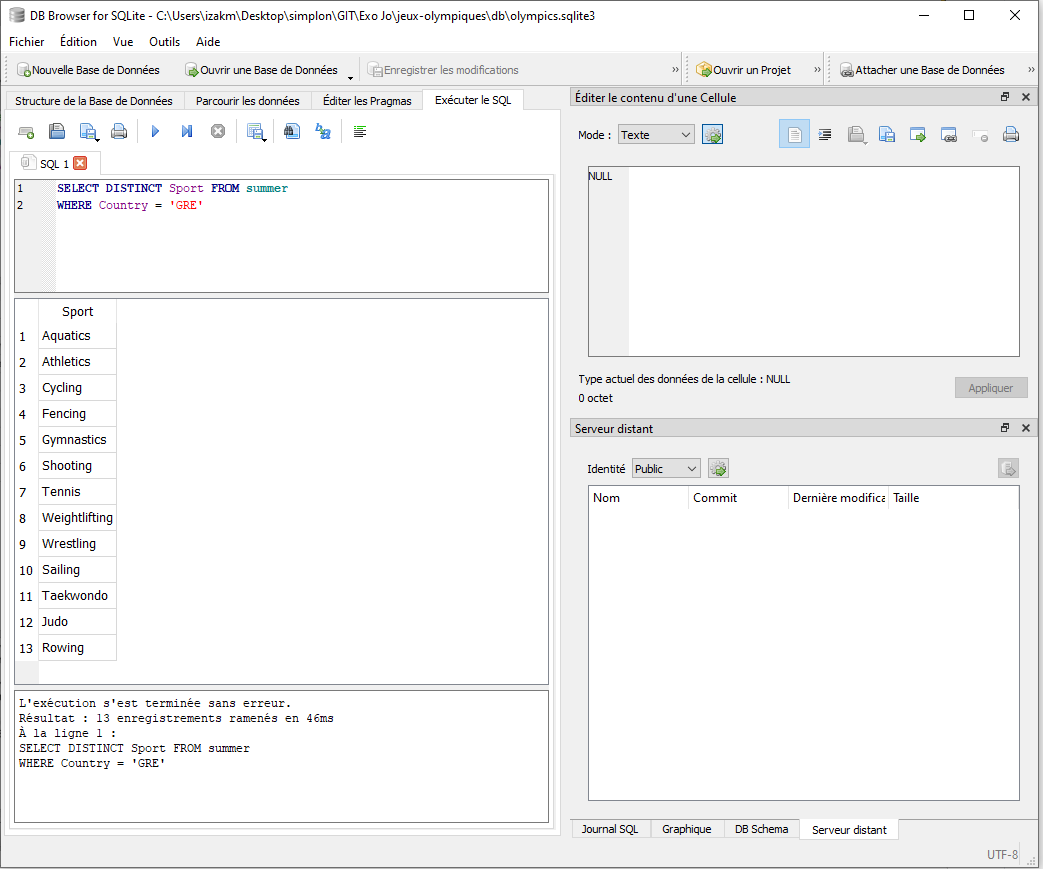 DB Browser for SQLite - C:\Users\izakm\Desktop\simplon\GIT\Exo Jo\jeux-olympiques\db\olympics.sqlite3
Fichier Édition Vue Outils Aide
Nouvelle Base de Données Ouvrir une Base de Données Enregistrer les modifications » Ouvrir un Projet » Attacher une Base de Données »
Structure de la Base de Données Parcourir les données Éditer les Pragmas Exécuter le SQL
SQL 1
1 SELECT DISTINCT Sport FROM summer
2 WHERE Country = 'GRE'
Sport
1 Aquatics
2 Athletics
3 Cycling
4 Fencing
5 Gymnastics
6 Shooting
7 Tennis
8 Weightlifting
9 Wrestling
10 Sailing
11 Taekwondo
12 Judo
13 Rowing
L'exécution s'est terminée sans erreur.
Résultat : 13 enregistrements ramenés en 46ms
À la ligne 1 :
SELECT DISTINCT Sport FROM summer
WHERE Country = 'GRE'
Éditer le contenu d'une Cellule
Mode : Texte
NULL
Type actuel des données de la cellule : NULL
0 octet
Appliquer
Serveur distant
Identité Public
Nom Commit Dernière modifica Taille
Journal SQL Graphique DB Schema Serveur distant
UTF-8